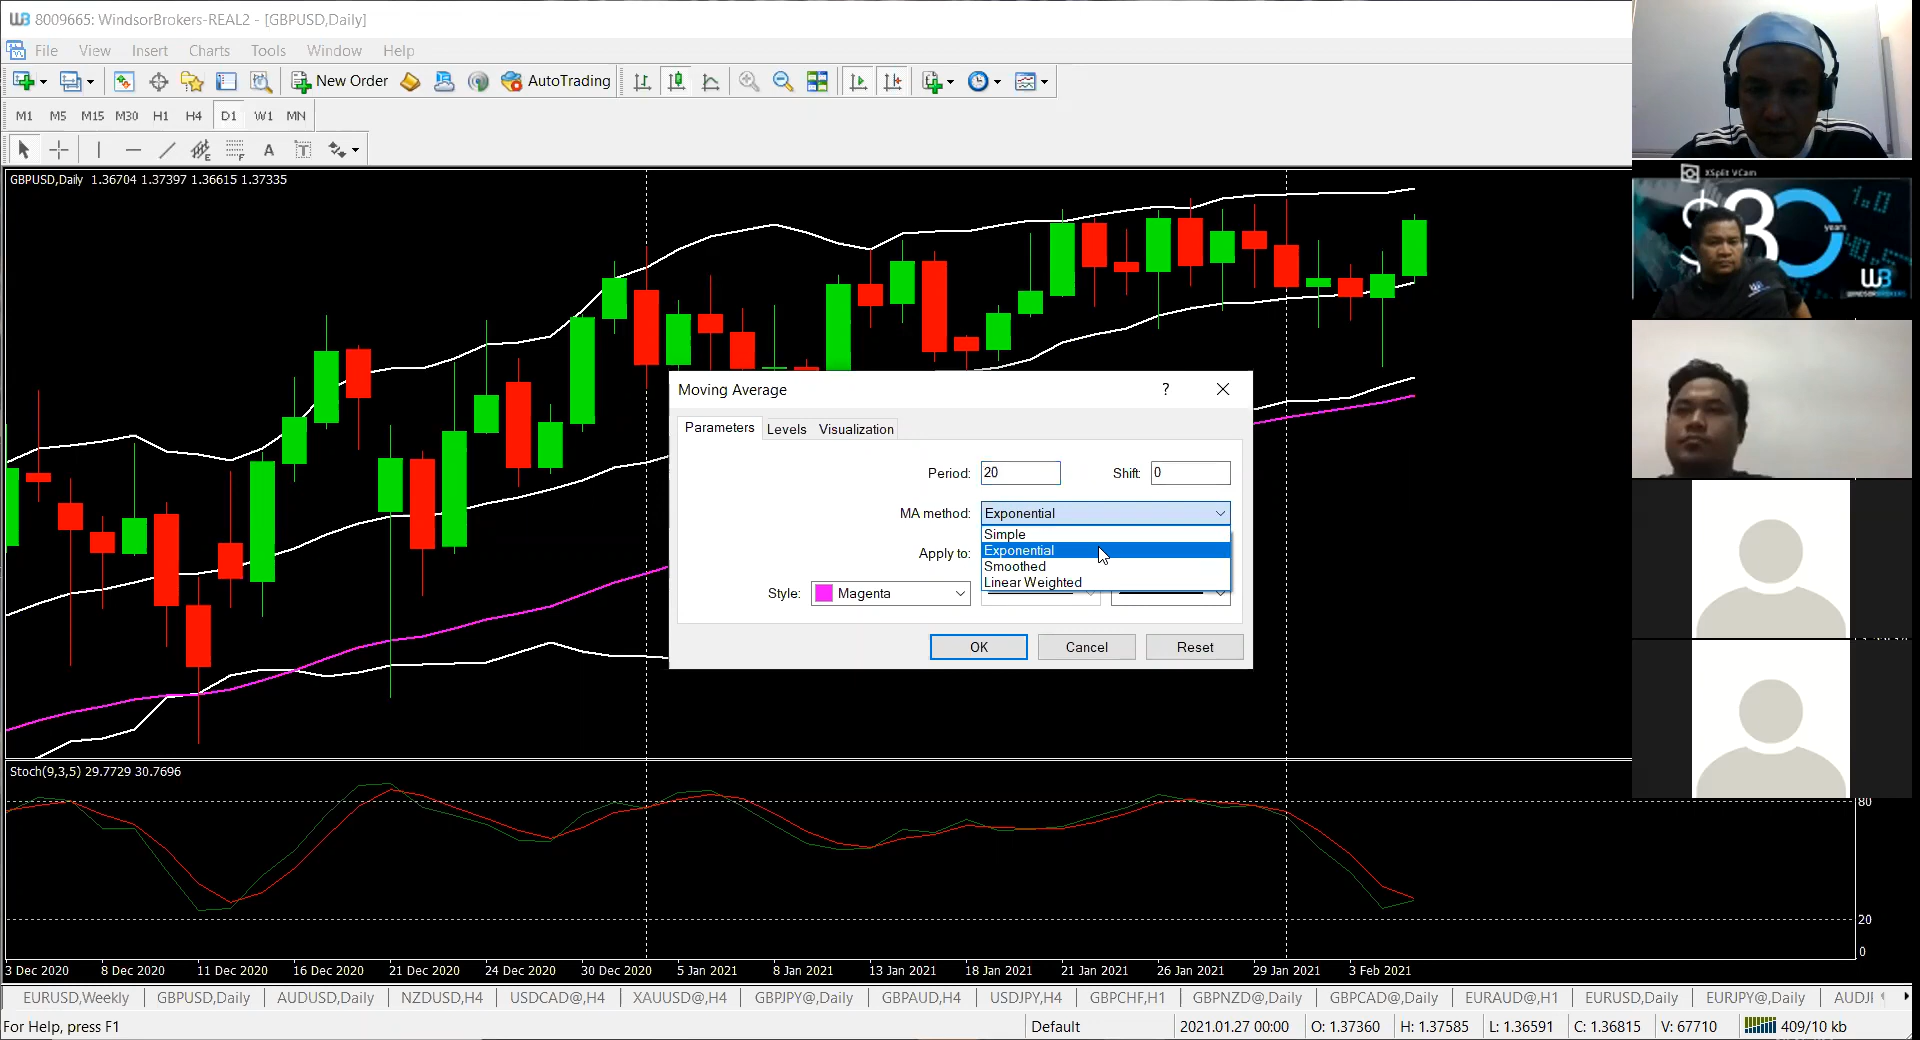 8009665: WindsorBrokers-REAL2 - [GBPUSD,Daily]
File View Insert Charts Tools Window Help
New Order AutoTrading
M1 M5 M15 M30 H1 H4 D1 W1 MN
A T
GBPUSD,Daily 1.36704 1.37397 1.36615 1.37335
XSplit VCam
$30
years
WB
WINDSOR BROKERS
Moving Average
Parameters Levels Visualization
Period: 20 Shift: 0
MA method: Exponential
Simple
Exponential
Smoothed
Linear Weighted
Apply to:
Style: Magenta
OK Cancel Reset
Stoch(9,3,5) 29.7729 30.7696
80
20
0
3 Dec 2020 8 Dec 2020 11 Dec 2020 16 Dec 2020 21 Dec 2020 24 Dec 2020 30 Dec 2020 5 Jan 2021 8 Jan 2021 13 Jan 2021 18 Jan 2021 21 Jan 2021 26 Jan 2021 29 Jan 2021 3 Feb 2021
EURUSD,Weekly GBPUSD,Daily AUDUSD,Daily NZDUSD,H4 USDCAD@,H4 XAUUSD@,H4 GBPJPY@,Daily GBPAUD,H4 USDJPY,H4 GBPCHF,H1 GBPNZD@,Daily GBPCAD@,Daily EURAUD@,H1 EURUSD,Daily EURJPY@,Daily
For Help, press F1 Default 2021.01.27 00:00 O: 1.37360 H: 1.37585 L: 1.36591 C: 1.36815 V: 67710 409/10 kb